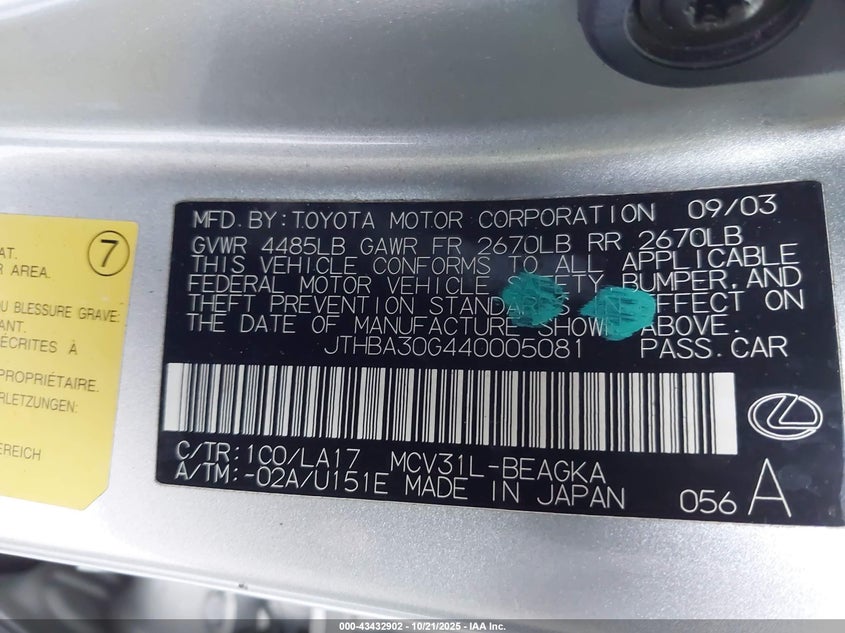 7
AT.
R AREA.
OU BLESSURE GRAVE:
ANT.
ÉCRITES À
PROPRIÉTAIRE.
RLETZUNGEN:
EREICH
MFD. BY: TOYOTA MOTOR CORPORATION 09/03
GVWR 4485LB GAWR FR 2670LB RR 2670LB
THIS VEHICLE CONFORMS TO ALL APPLICABLE
FEDERAL MOTOR VEHICLE SAFETY, BUMPER, AND
THEFT PREVENTION STANDARDS IN EFFECT ON
THE DATE OF MANUFACTURE SHOWN ABOVE.
JTHBA30G440005081 PASS. CAR
C/TR: 1C0/LA17 MCV31L-BEAGKA
A/TM: -02A/U151E MADE IN JAPAN
056 A
000-43432902 - 10/21/2025 - IAA Inc.